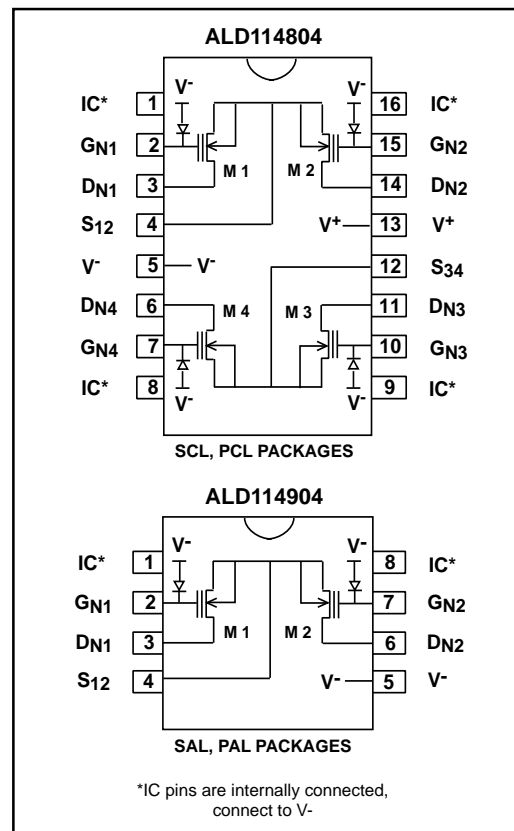 ALD114804
IC* 1 V- V- 16 IC*
GN1 2 15 GN2
DN1 3 M 1 M 2 14 DN2
S12 4 V+ 13 V+
V- 5 V- 12 S34
DN4 6 M 4 M 3 11 DN3
GN4 7 10 GN3
IC* 8 V- V- 9 IC*
SCL, PCL PACKAGES
ALD114904
IC* 1 V- V- 8 IC*
GN1 2 7 GN2
DN1 3 M 1 M 2 6 DN2
S12 4 V- 5 V-
SAL, PAL PACKAGES
*IC pins are internally connected,
connect to V-